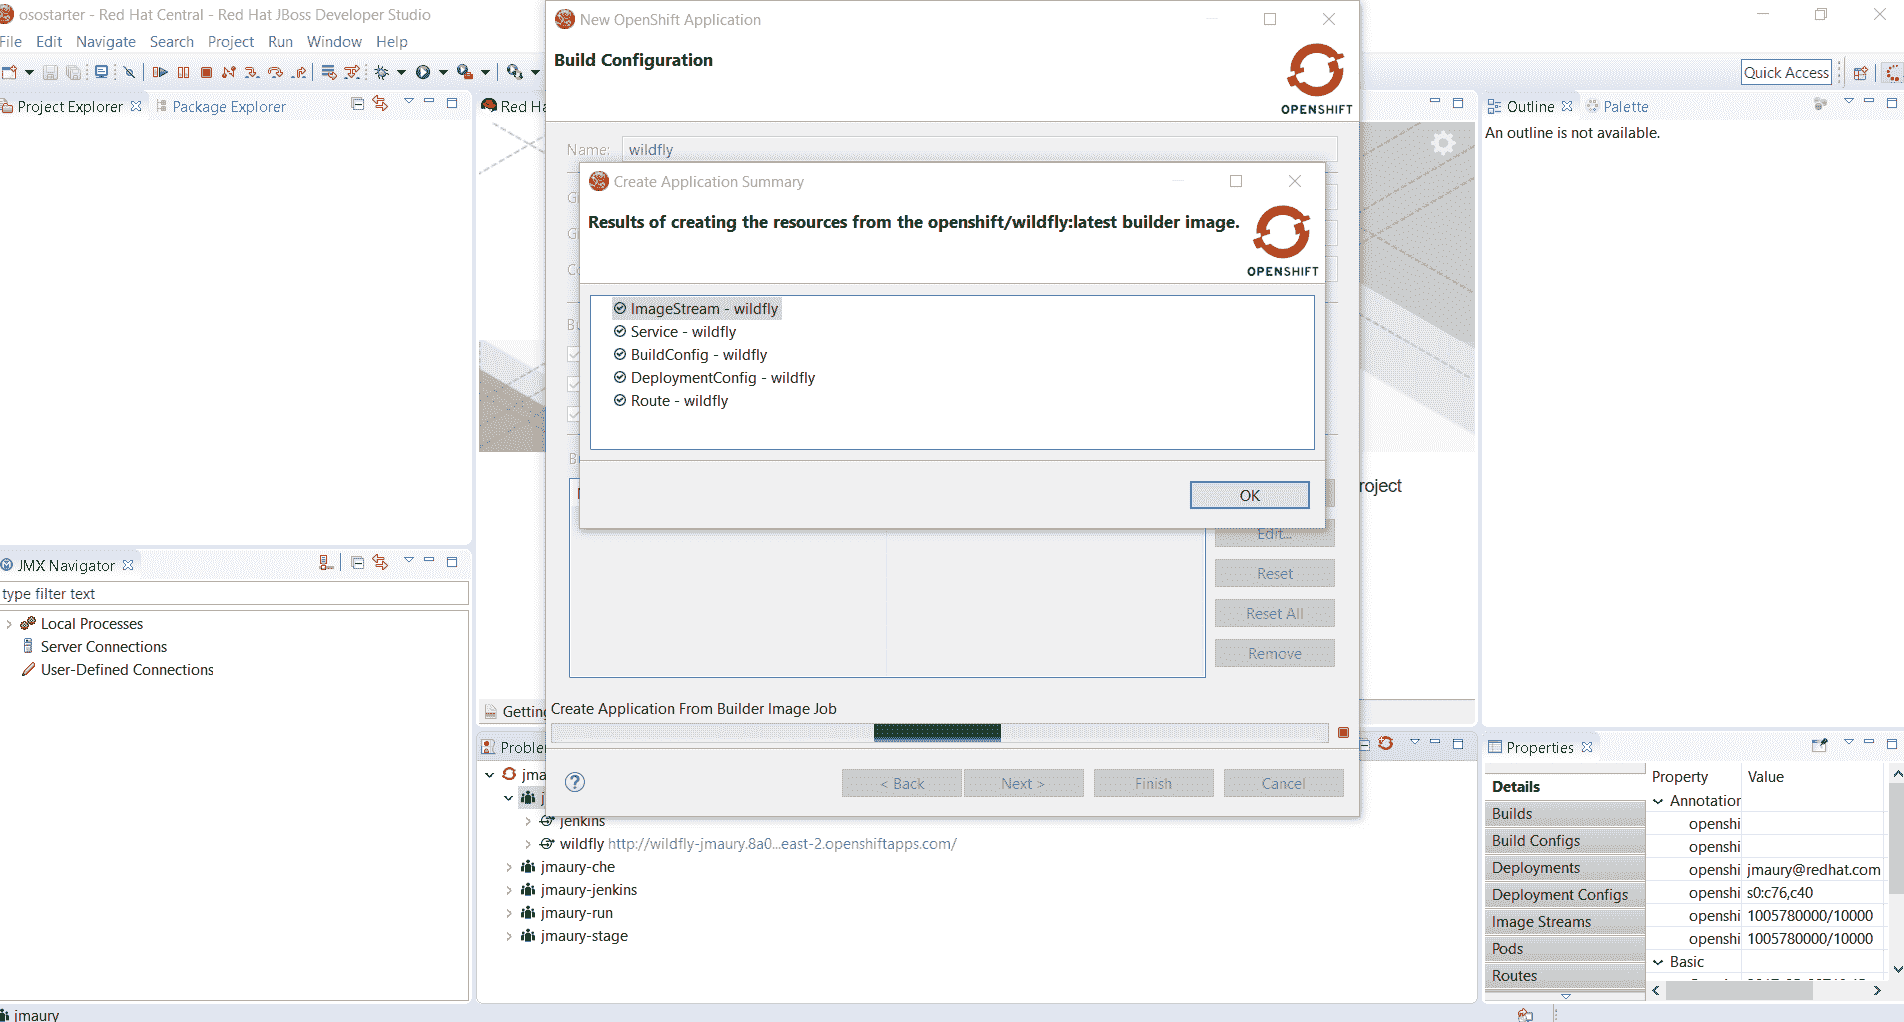 osostarter - Red Hat Central - Red Hat JBoss Developer Studio
File Edit Navigate Search Project Run Window Help
Quick Access
Project Explorer
Package Explorer
Red Ha
Outline
Palette
An outline is not available.
New OpenShift Application
Build Configuration
OPENSHIFT
Name: wildfly
Create Application Summary
Results of creating the resources from the openshift/wildfly:latest builder image.
OPENSHIFT
ImageStream - wildfly
Service - wildfly
BuildConfig - wildfly
DeploymentConfig - wildfly
Route - wildfly
OK
roject
Edit...
Reset
Reset All
Remove
Create Application From Builder Image Job
< Back
Next >
Finish
Cancel
JMX Navigator
type filter text
Local Processes
Server Connections
User-Defined Connections
Getting
Problem
jma
j
jenkins
wildfly http://wildfly-jmaury.8a0...east-2.openshiftapps.com/
jmaury-che
jmaury-jenkins
jmaury-run
jmaury-stage
Properties
Details
Builds
Build Configs
Deployments
Deployment Configs
Image Streams
Pods
Routes
Property Value
Annotation
openshi
openshi
openshi jmaury@redhat.com
openshi s0:c76,c40
openshi 1005780000/10000
openshi 1005780000/10000
Basic
jmaury